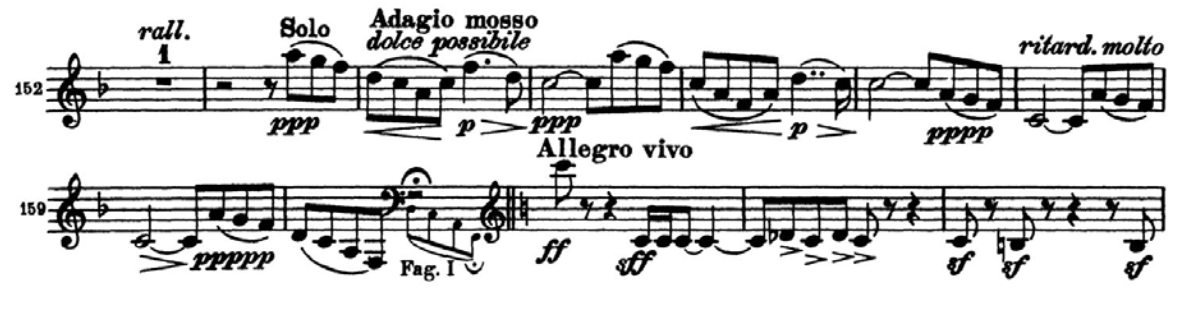 rall. Solo Adagio mosso
1 dolce possibile ritard. molto
152
ppp p ppp p pppp
Allegro vivo
159
ppppp Fag. I ff sff sf sf sf